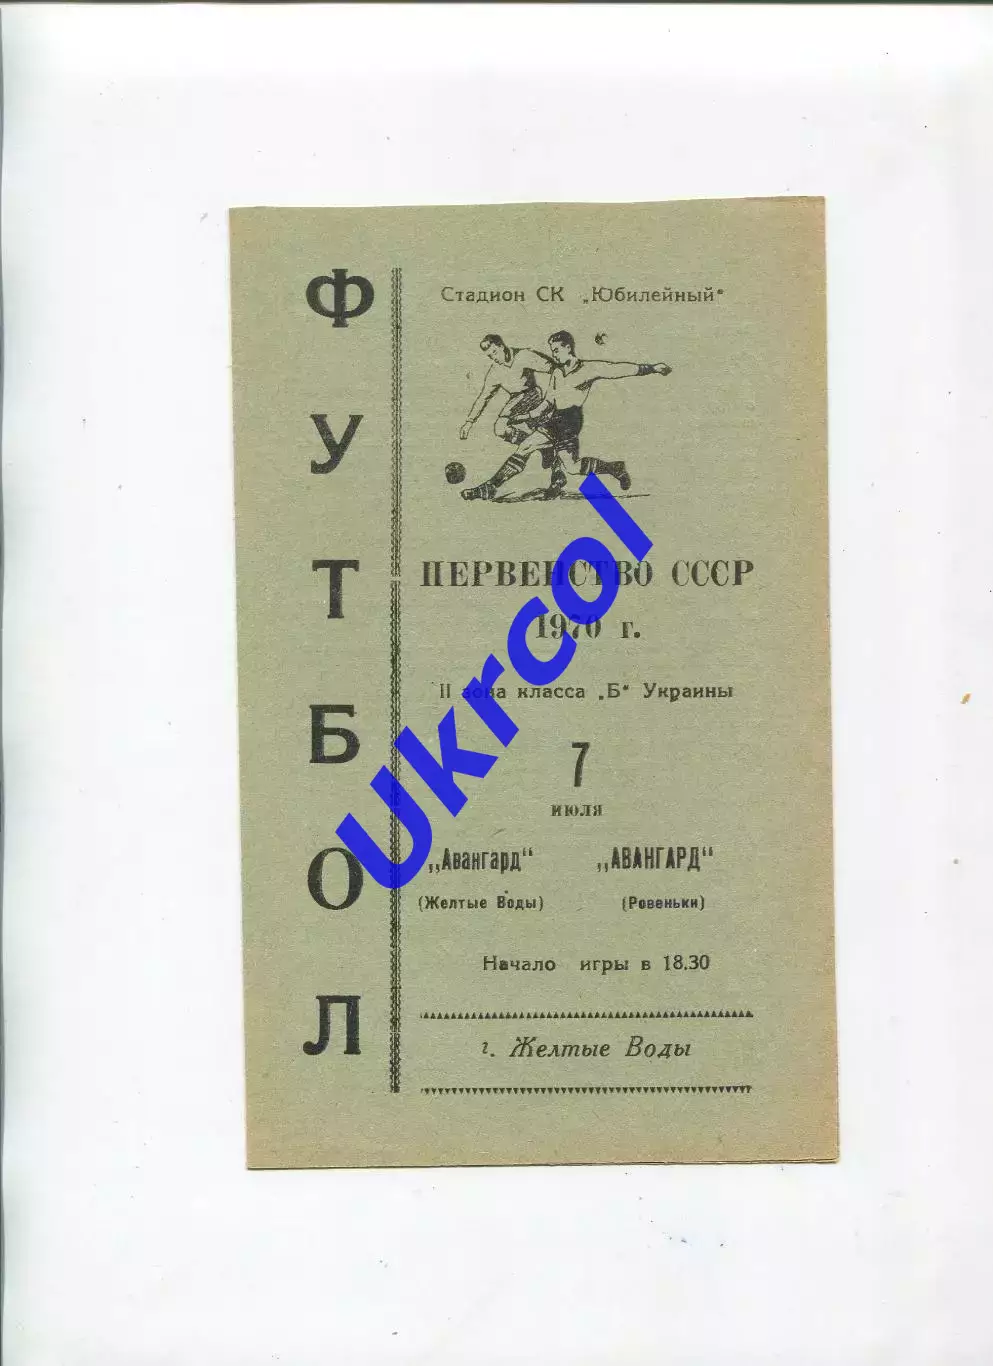 ФУТБОЛ
Стадион СК „Юбилейный“
ПЕРВЕНСТВО СССР
1970 г.
II зона класса „Б“ Украины
7
июля
„Авангард“ „АВАНГАРД“
(Желтые Воды) (Ровеньки)
Начало игры в 18.30
г. Желтые Воды
Ukrcol